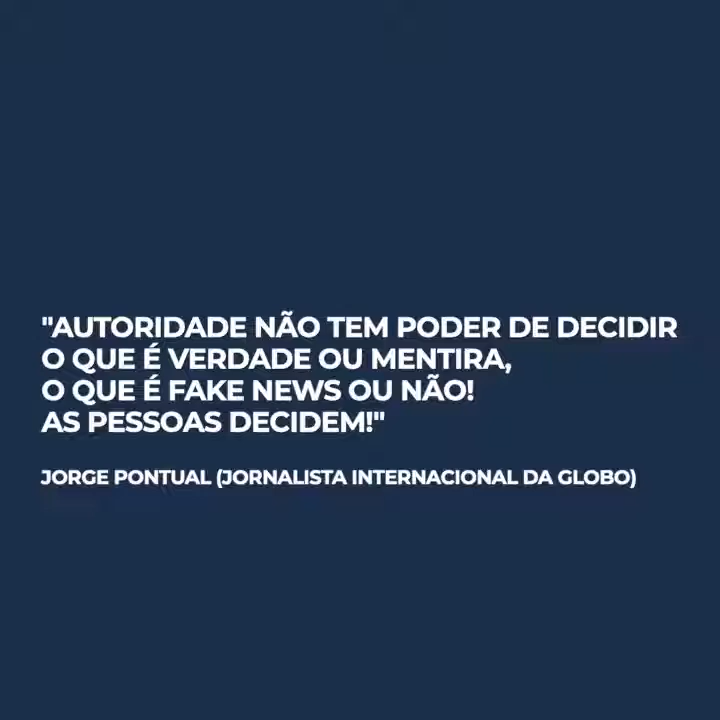 "AUTORIDADE NÃO TEM PODER DE DECIDIR
O QUE É VERDADE OU MENTIRA,
O QUE É FAKE NEWS OU NÃO!
AS PESSOAS DECIDEM!"
JORGE PONTUAL (JORNALISTA INTERNACIONAL DA GLOBO)